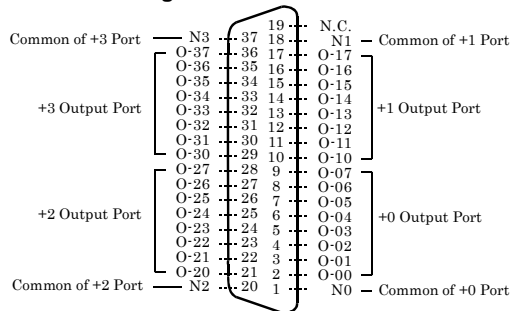 19 N.C.
Common of +3 Port N3 37 18 N1 Common of +1 Port
O-37 36 17 O-17
O-36 35 16 O-16
O-35 34 15 O-15
O-34 33 14 O-14
+3 Output Port O-33 32 13 O-13 +1 Output Port
O-32 31 12 O-12
O-31 30 11 O-11
O-30 29 10 O-10
O-27 28 9 O-07
O-26 27 8 O-06
O-25 26 7 O-05
+2 Output Port O-24 25 6 O-04 +0 Output Port
O-23 24 5 O-03
O-22 23 4 O-02
O-21 22 3 O-01
O-20 21 2 O-00
Common of +2 Port N2 20 1 N0 Common of +0 Port